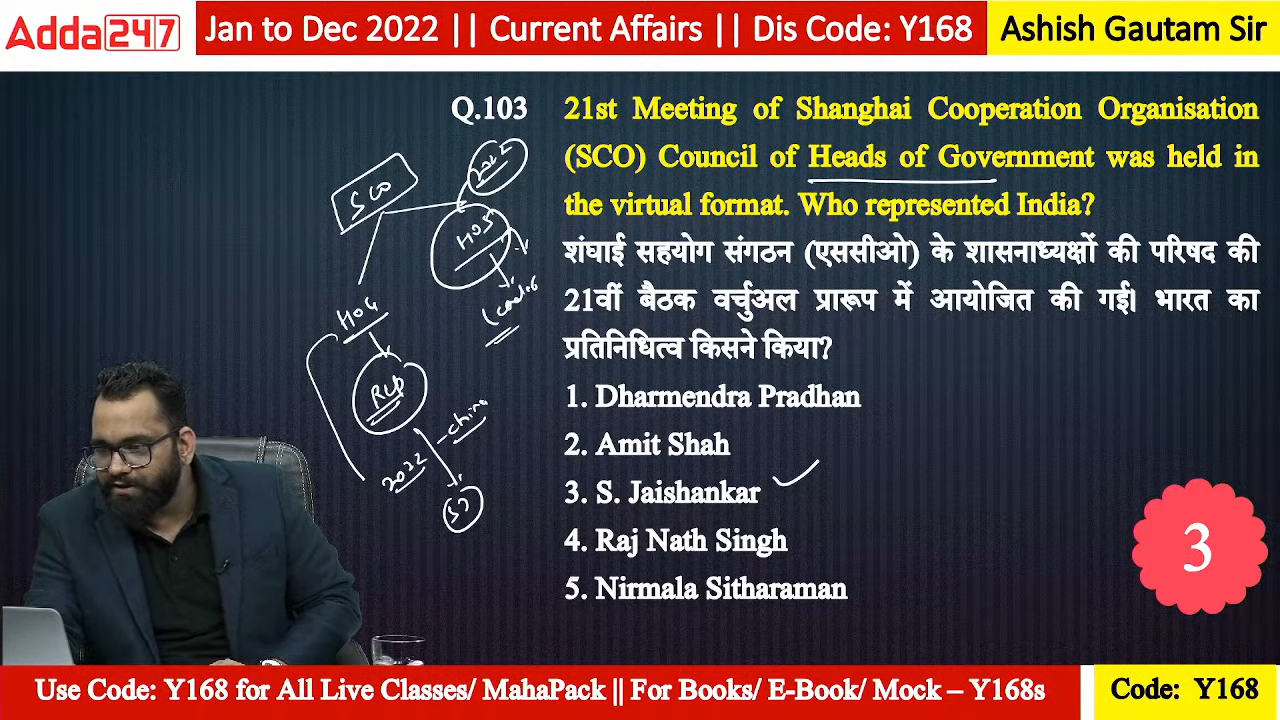 Adda247
Jan to Dec 2022 || Current Affairs || Dis Code: Y168
Ashish Gautam Sir
Q.103
21st Meeting of Shanghai Cooperation Organisation
(SCO) Council of Heads of Government was held in
the virtual format. Who represented India?
शंघाई सहयोग संगठन (एससीओ) के शासनाध्यक्षों की परिषद की
21वीं बैठक वर्चुअल प्रारूप में आयोजित की गई। भारत का
प्रतिनिधित्व किसने किया?
1. Dharmendra Pradhan
2. Amit Shah
3. S. Jaishankar
4. Raj Nath Singh
5. Nirmala Sitharaman
SCO
HOS
HOG
2022
China
SJ
3
Use Code: Y168 for All Live Classes/ MahaPack || For Books/ E-Book/ Mock – Y168s
Code: Y168